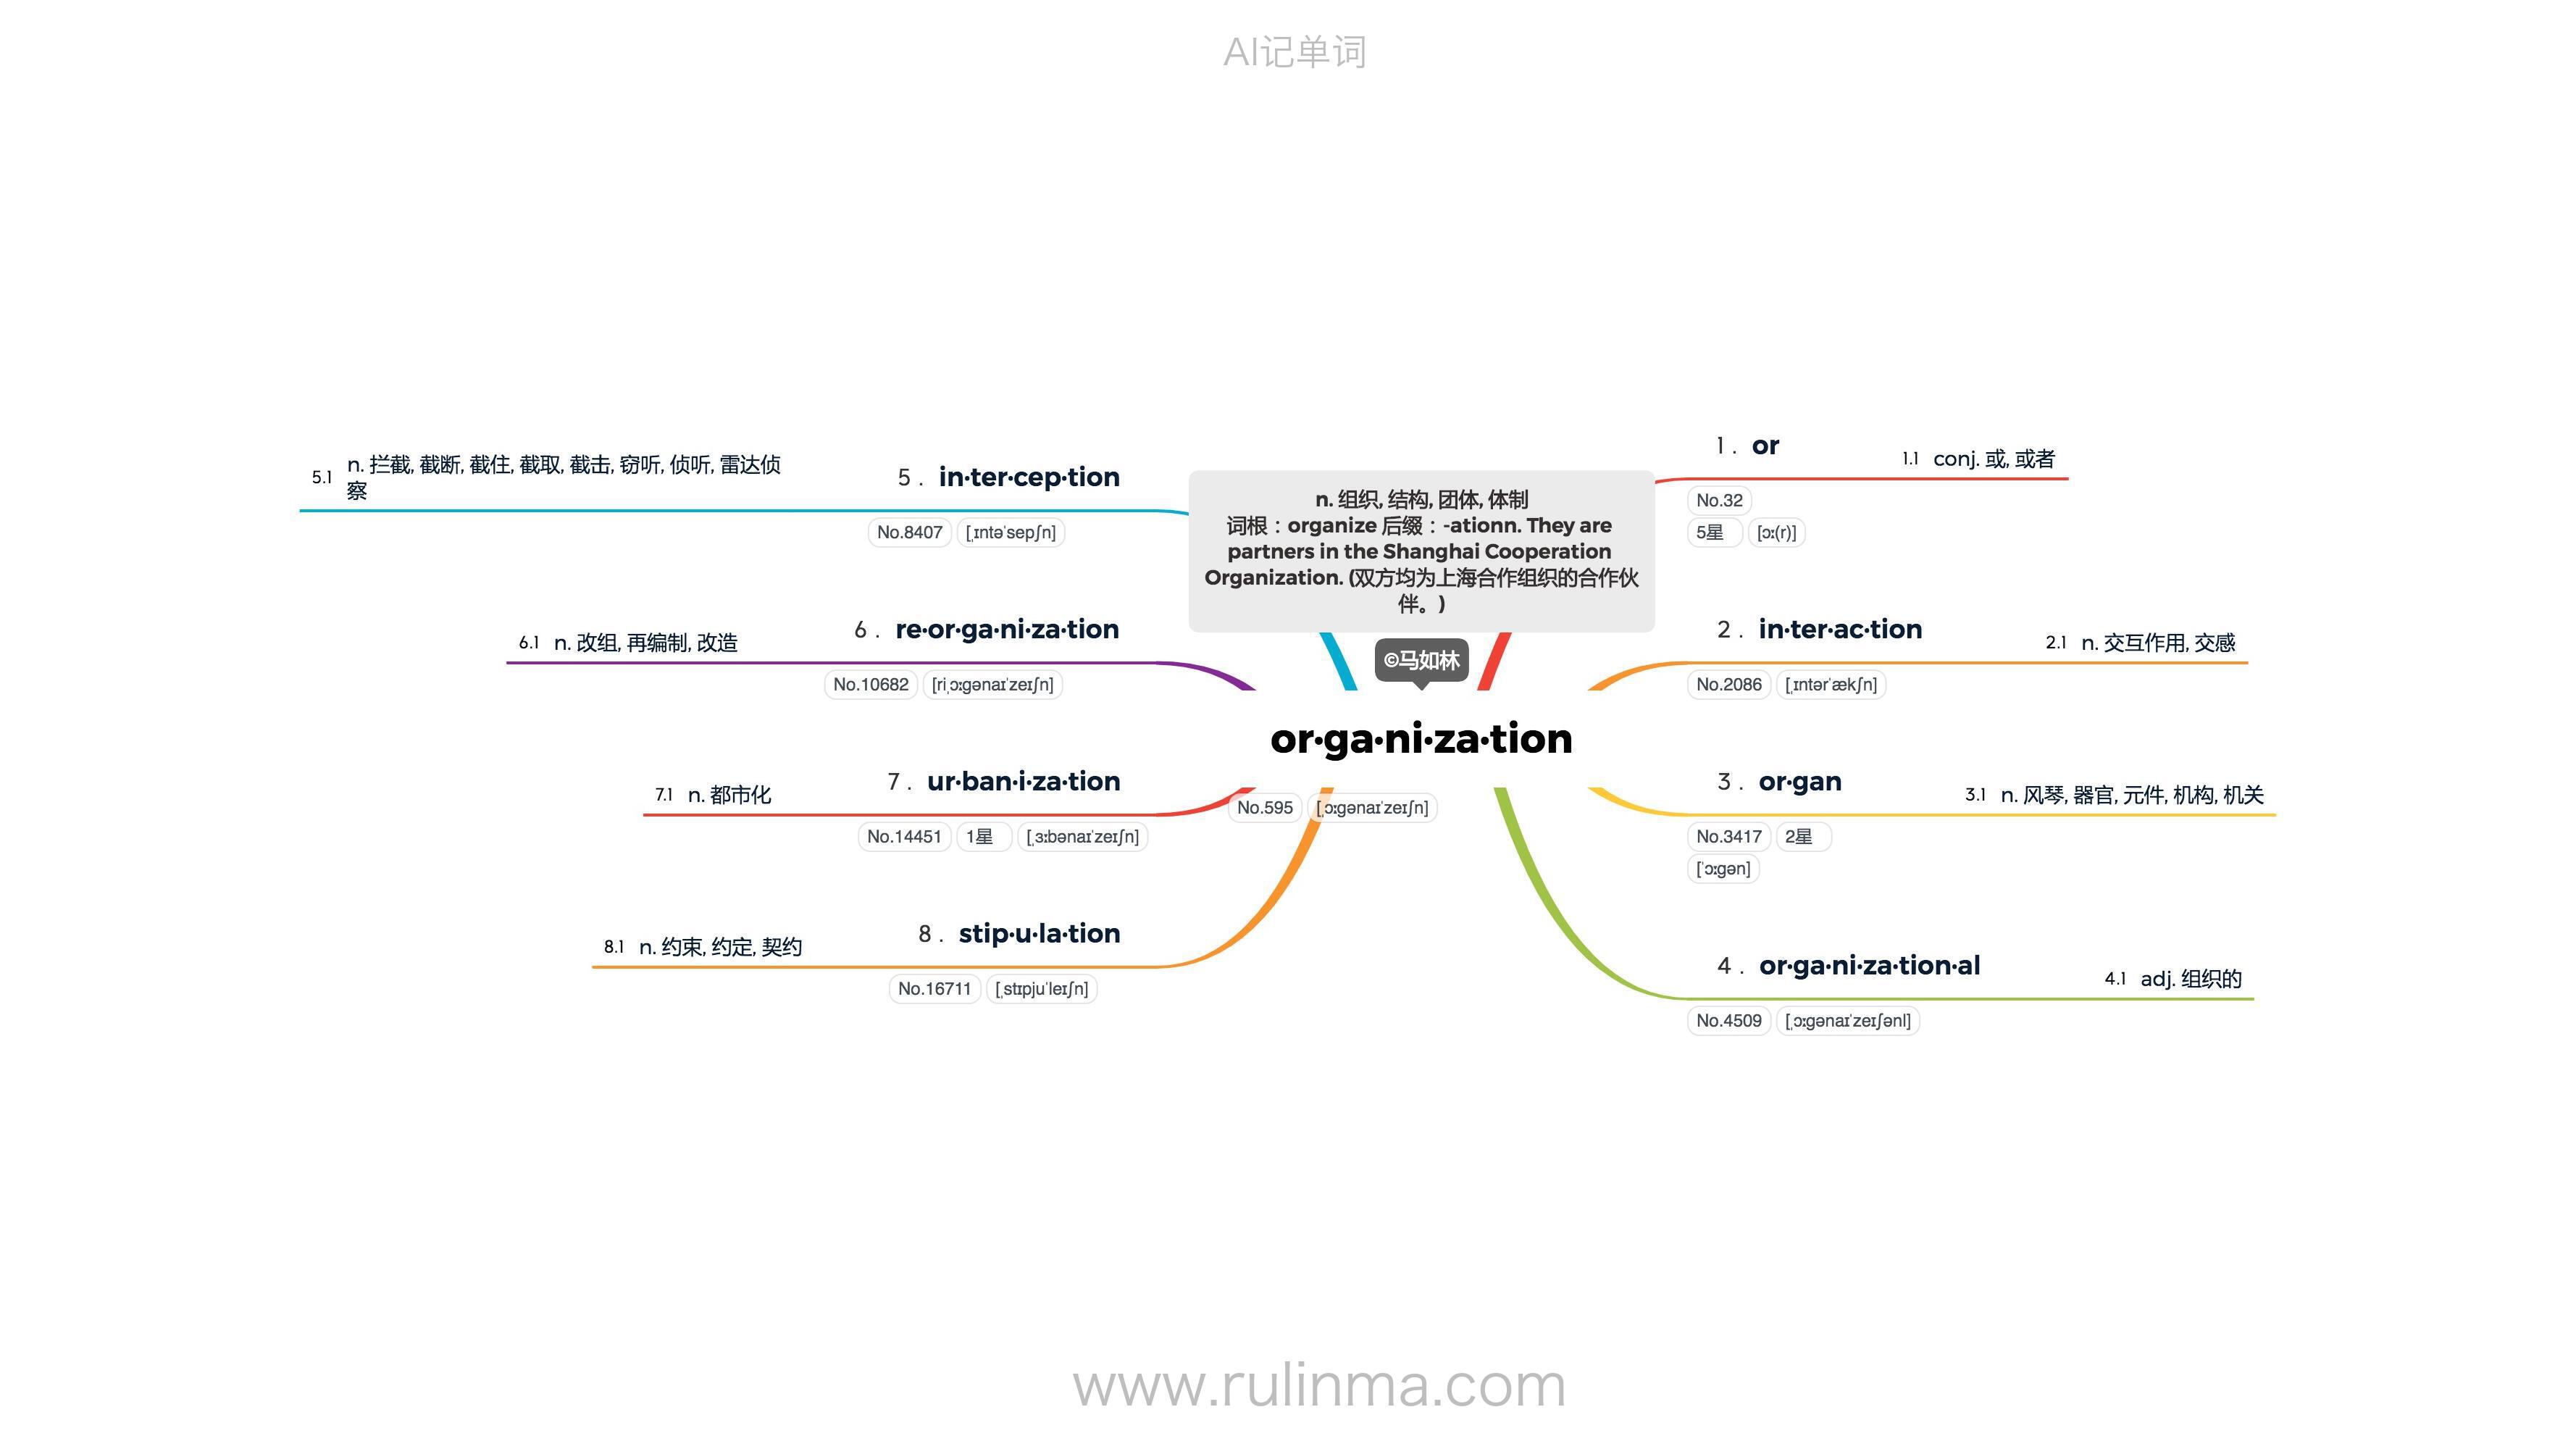 AI记单词
n. 组织, 结构, 团体, 体制
词根：organize 后缀：-ationn. They are
partners in the Shanghai Cooperation
Organization. (双方均为上海合作组织的合作伙
伴。)
©马如林
or·ga·ni·za·tion
No.595 [ˌɔːgənaɪˈzeɪʃn]
1 . or
1.1 conj. 或, 或者
No.32
5星 [ɔː(r)]
2 . in·ter·ac·tion
2.1 n. 交互作用, 交感
No.2086 [ˌɪntərˈækʃn]
3 . or·gan
3.1 n. 风琴, 器官, 元件, 机构, 机关
No.3417 2星
[ˈɔːgən]
4 . or·ga·ni·za·tion·al
4.1 adj. 组织的
No.4509 [ˌɔːgənaɪˈzeɪʃənl]
5 . in·ter·cep·tion
5.1 n. 拦截, 截断, 截住, 截取, 截击, 窃听, 侦听, 雷达侦
察
No.8407 [ˌɪntəˈsepʃn]
6 . re·or·ga·ni·za·tion
6.1 n. 改组, 再编制, 改造
No.10682 [riˌɔːgənaɪˈzeɪʃn]
7 . ur·ban·i·za·tion
7.1 n. 都市化
No.14451 1星 [ˌɜːbənaɪˈzeɪʃn]
8 . stip·u·la·tion
8.1 n. 约束, 约定, 契约
No.16711 [ˌstɪpjuˈleɪʃn]
www.rulinma.com